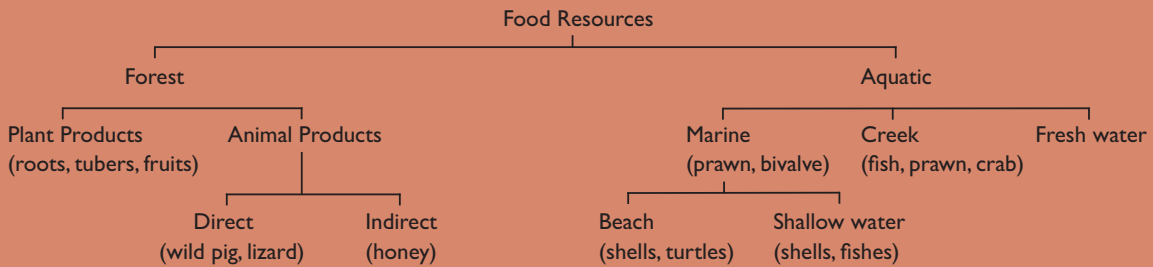 Food Resources
Forest Aquatic
Plant Products Animal Products Marine Creek Fresh water
(roots, tubers, fruits) (prawn, bivalve) (fish, prawn, crab)
Direct Indirect Beach Shallow water
(wild pig, lizard) (honey) (shells, turtles) (shells, fishes)